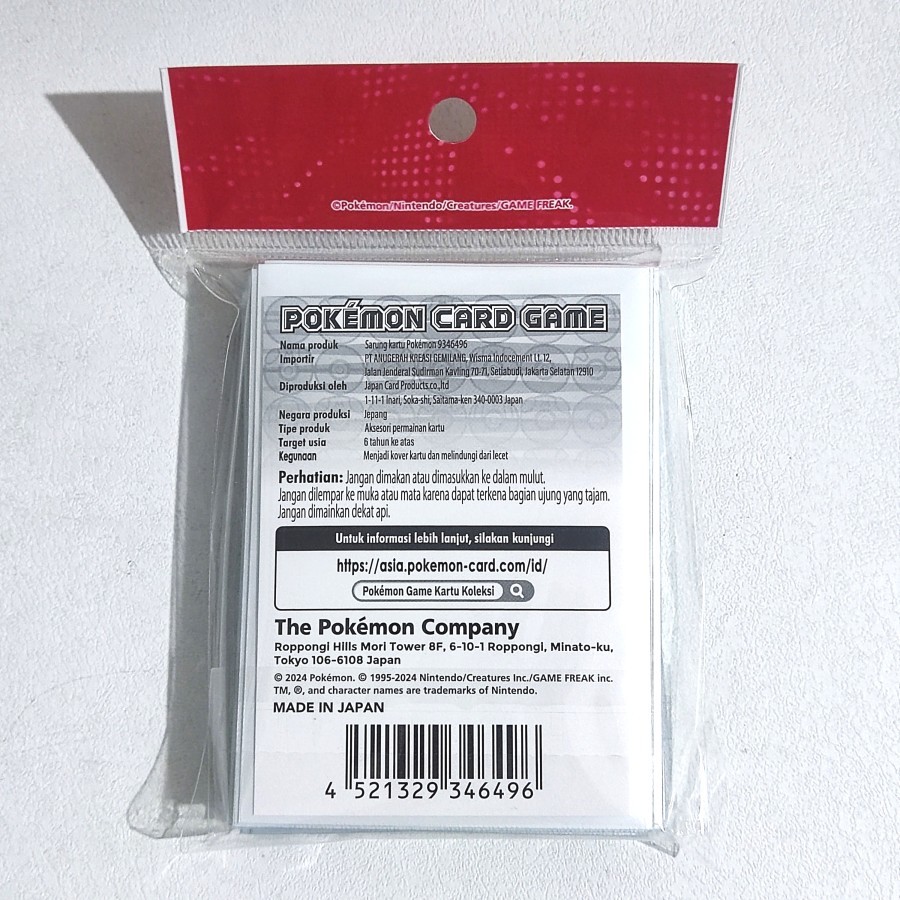 ©Pokémon/Nintendo/Creatures/GAME FREAK.
POKÉMON CARD GAME
Nama produk Sarung kartu Pokémon 9346496
Importir PT ANUGERAH KREASI GEMILANG, Wisma Indocement Lt. 12,
Jalan Jenderal Sudirman Kavling 70-71, Setiabudi, Jakarta Selatan 12910
Diproduksi oleh Japan Card Products.co.,ltd
1-11-1 Inari, Soka-shi, Saitama-ken 340-0003 Japan
Negara produksi Jepang
Tipe produk Aksesori permainan kartu
Target usia 6 tahun ke atas
Kegunaan Menjadi kover kartu dan melindungi dari lecet
Perhatian: Jangan dimakan atau dimasukkan ke dalam mulut.
Jangan dilempar ke muka atau mata karena dapat terkena bagian ujung yang tajam.
Jangan dimainkan dekat api.
Untuk informasi lebih lanjut, silakan kunjungi
https://asia.pokemon-card.com/id/
Pokémon Game Kartu Koleksi
The Pokémon Company
Roppongi Hills Mori Tower 8F, 6-10-1 Roppongi, Minato-ku,
Tokyo 106-6108 Japan
© 2024 Pokémon. © 1995-2024 Nintendo/Creatures Inc./GAME FREAK inc.
TM, ®, and character names are trademarks of Nintendo.
MADE IN JAPAN
4 521329 346496